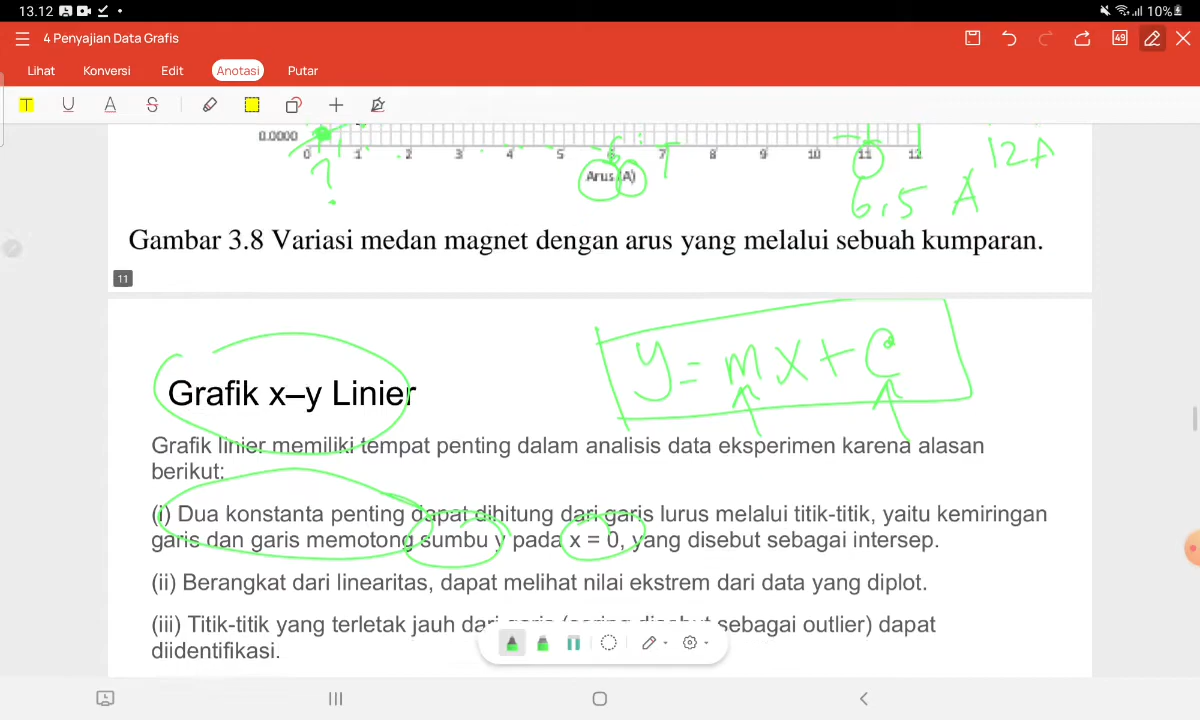 13.12
10%
4 Penyajian Data Grafis
49
Lihat Konversi Edit Anotasi Putar
T U A S
0.0000
0 1 2 3 4 5 6 7 8 9 10 11 12
T
12A
Arus (A)
?
6,5 A
Gambar 3.8 Variasi medan magnet dengan arus yang melalui sebuah kumparan.
11
y = mx + c
Grafik x–y Linier
Grafik linier memiliki tempat penting dalam analisis data eksperimen karena alasan
berikut:
(i) Dua konstanta penting dapat dihitung dari garis lurus melalui titik-titik, yaitu kemiringan
garis dan garis memotong sumbu y pada x = 0, yang disebut sebagai intersep.
(ii) Berangkat dari linearitas, dapat melihat nilai ekstrem dari data yang diplot.
(iii) Titik-titik yang terletak jauh dari garis (sering disebut sebagai outlier) dapat
diidentifikasi.